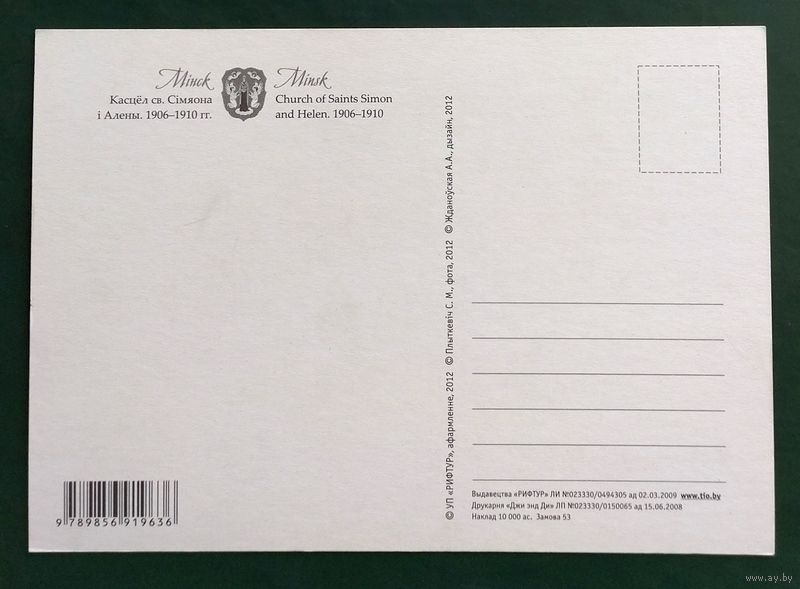 Мінск
Касцёл св. Сімяона
і Алены. 1906–1910 гг.
Minsk
Church of Saints Simon
and Helen. 1906–1910
© УП «РИФТУР», афармленне, 2012 © Плыткевіч С. М., фота, 2012 © Ждановўская А.А., дызайн, 2012
Выдавецтва «РИФТУР» ЛИ №023330/0494305 ад 02.03.2009 www.tio.by
Друкарня «Джи энд Ди» ЛП №023330/0150065 ад 15.06.2008
Наклад 10 000 ас. Замова 53
9 789856 919636
www.ay.by